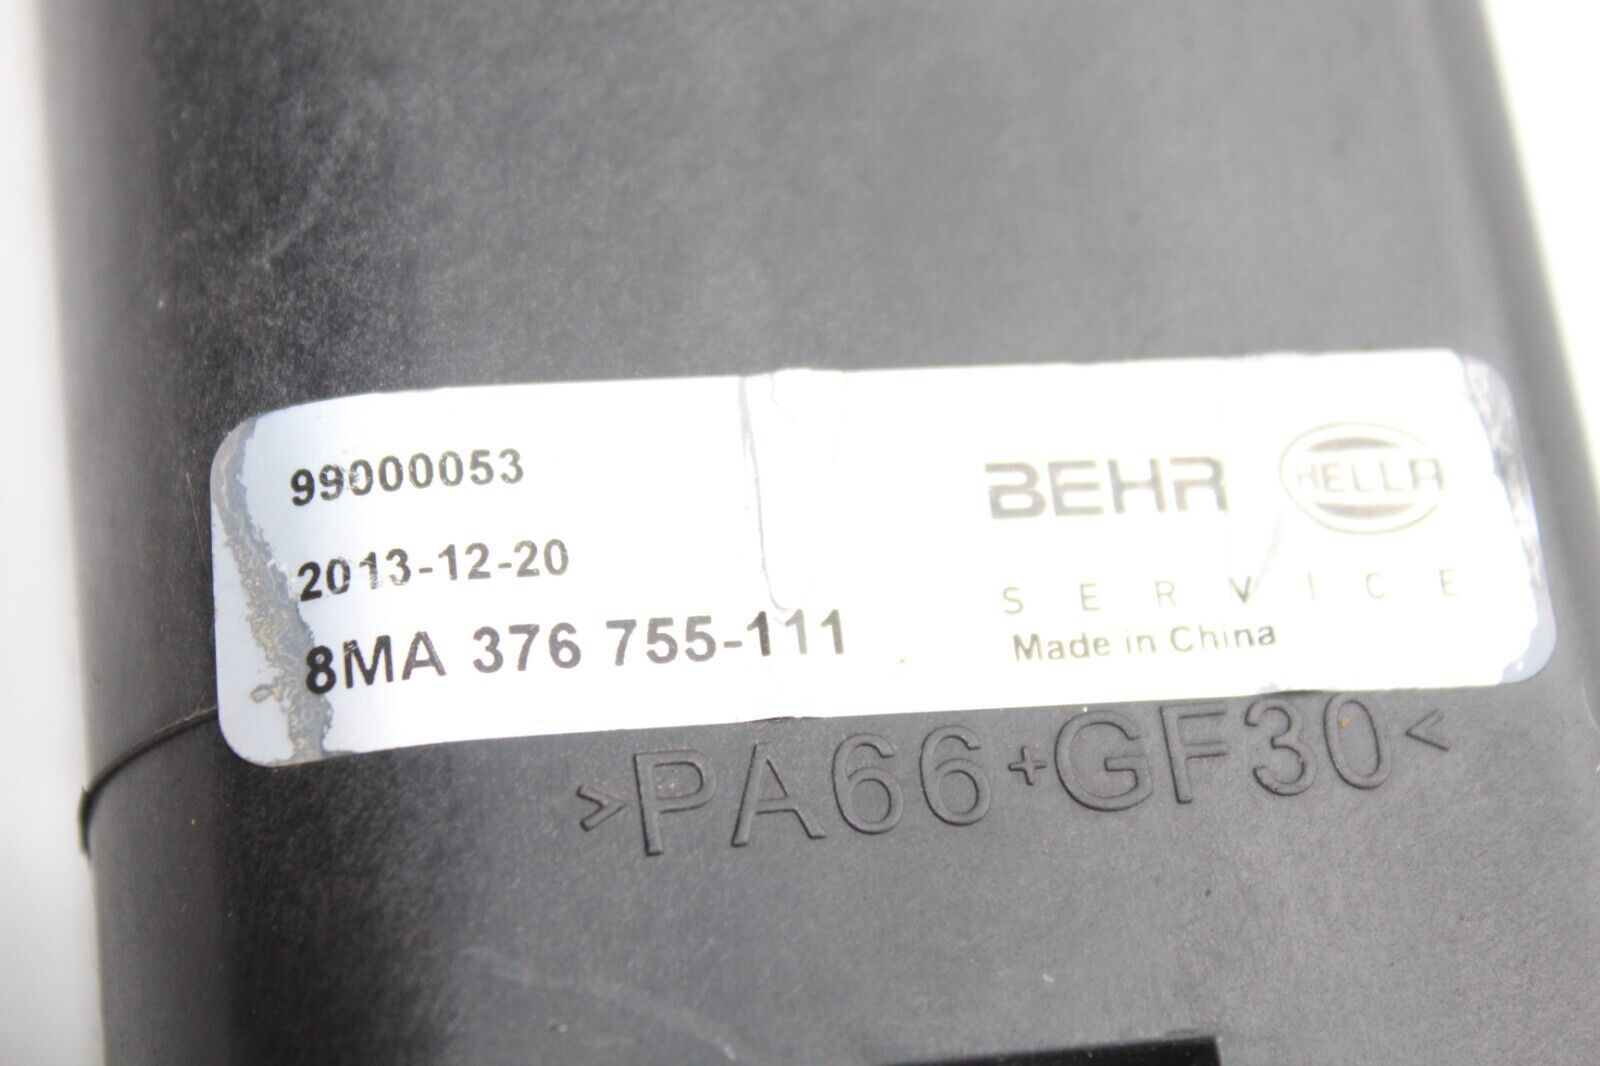 99000053
2013-12-20
8MA 376 755-111
BEHR HELLA
SERVICE
Made in China
>PA66+GF30<